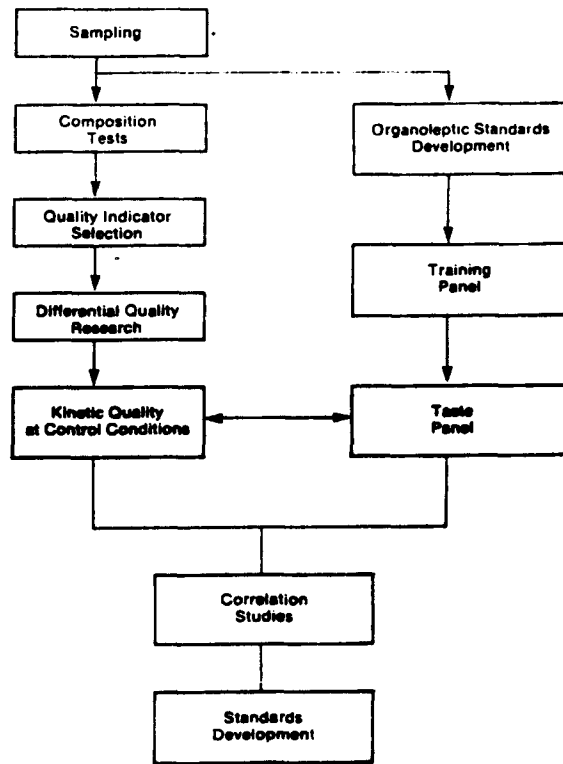 Sampling
Composition
Tests
Organoleptic Standards
Development
Quality Indicator
Selection
Training
Panel
Differential Quality
Research
Kinetic Quality
at Control Conditions
Taste
Panel
Correlation
Studies
Standards
Development